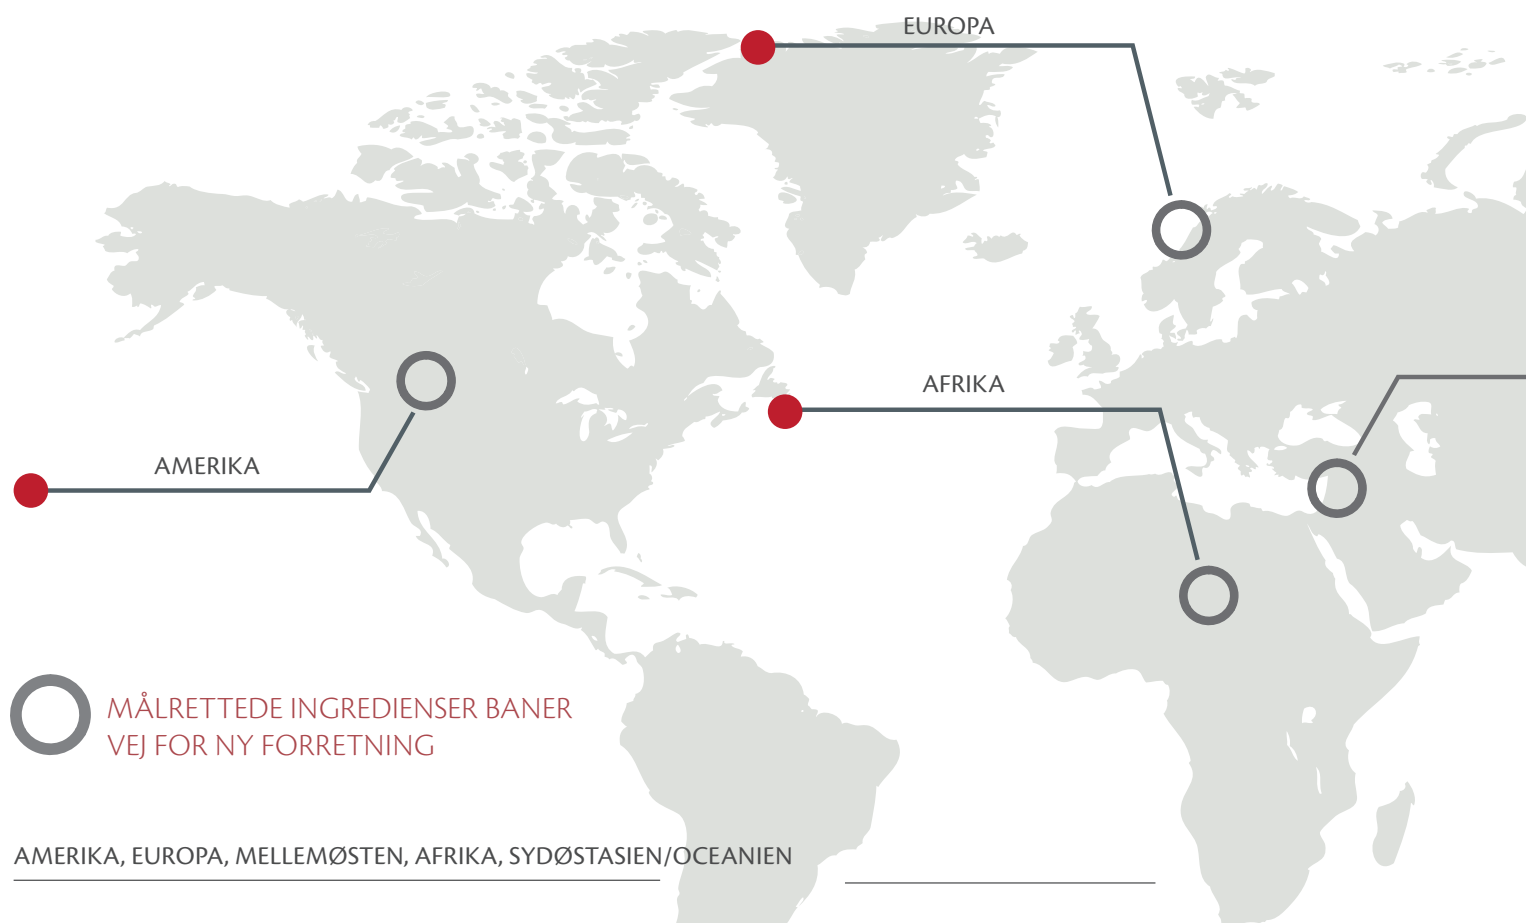 EUROPA
AFRIKA
AMERIKA
MÅLRETTEDE INGREDIENSER BANER
VEJ FOR NY FORRETNING
AMERIKA, EUROPA, MELLEMØSTEN, AFRIKA, SYDØSTASIEN/OCEANIEN